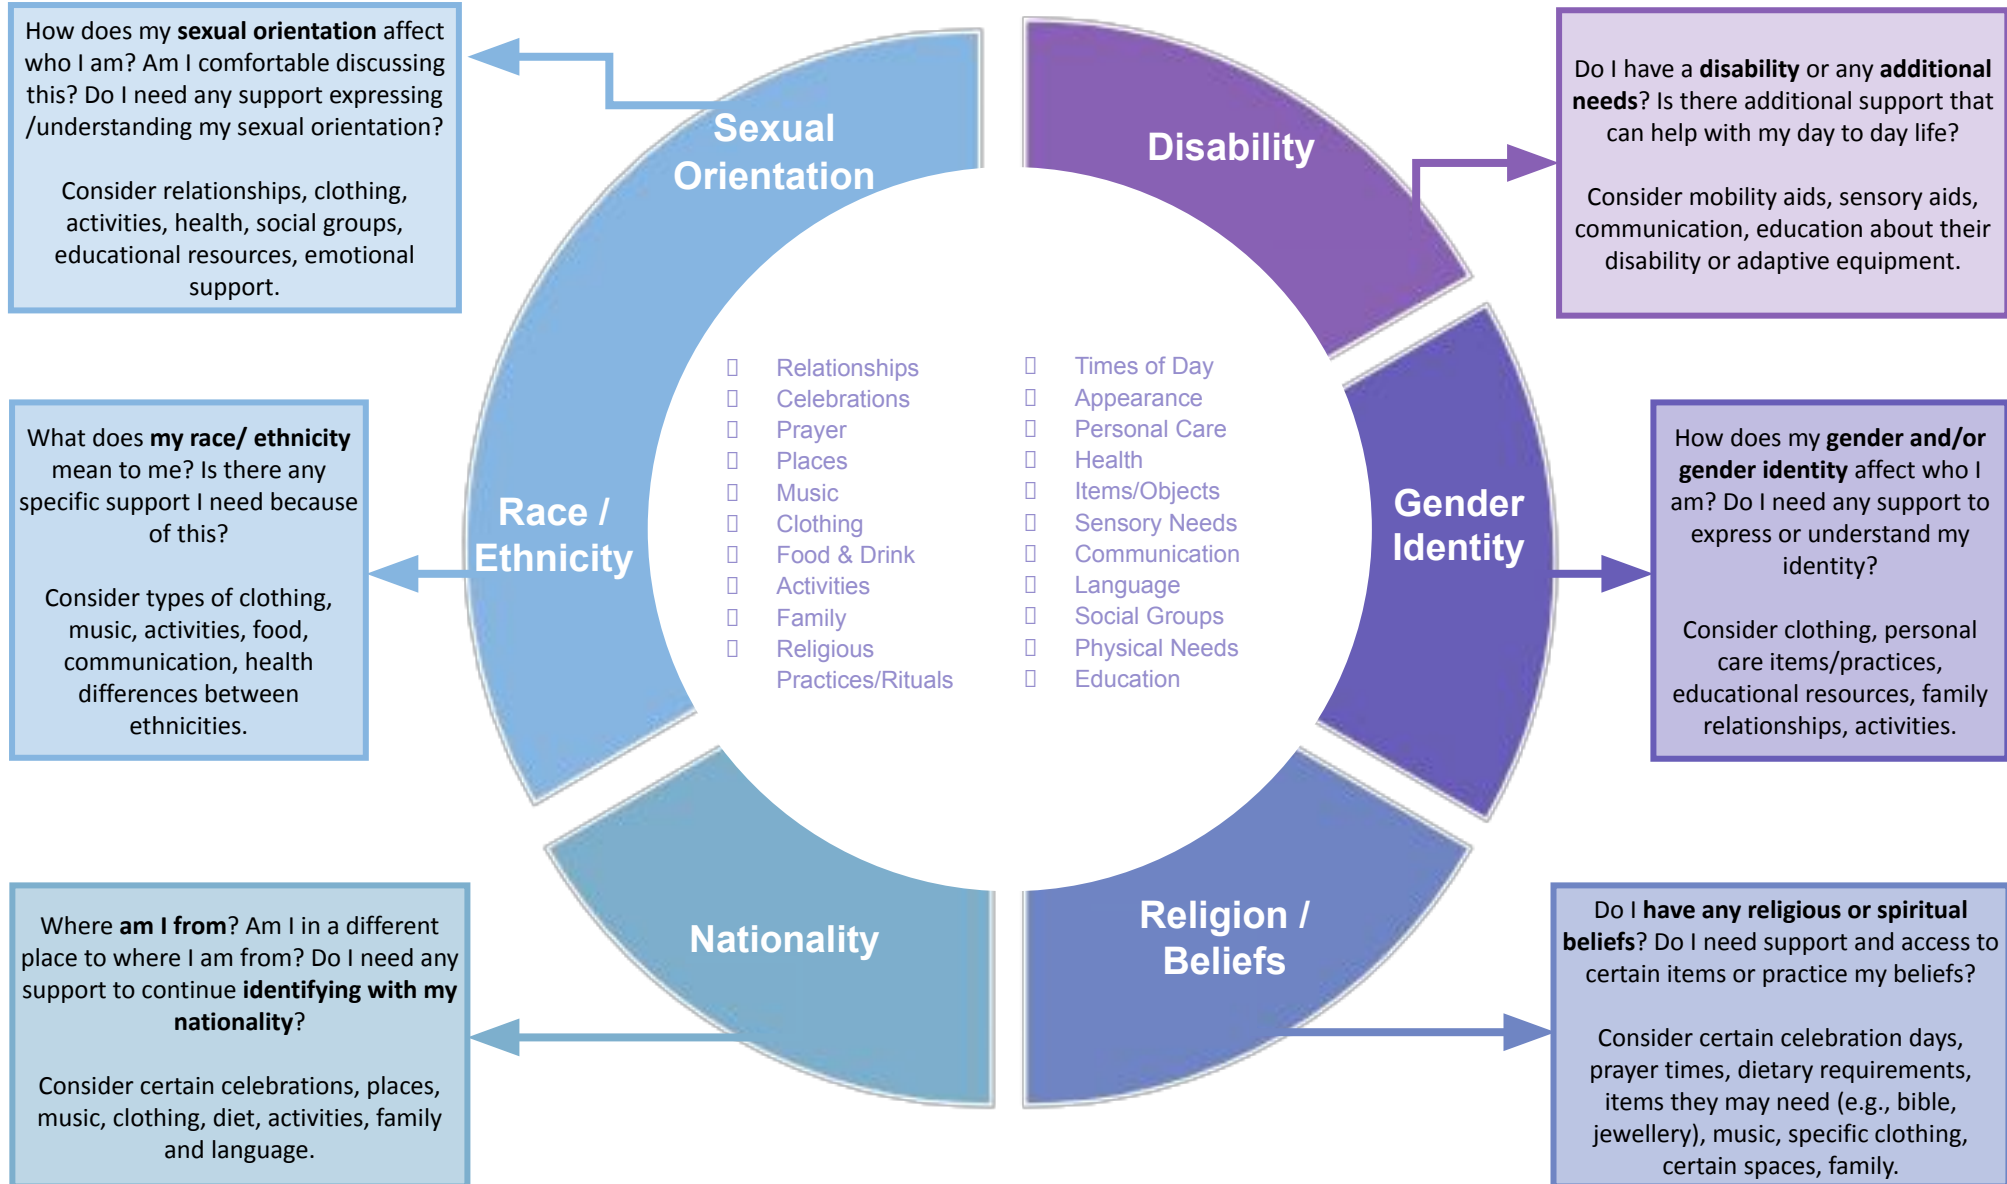 How does my sexual orientation affect
who I am? Am I comfortable discussing
this? Do I need any support expressing
/understanding my sexual orientation?
Consider relationships, clothing,
activities, health, social groups,
educational resources, emotional
support.
Sexual
Orientation
Disability
Do I have a disability or any additional
needs? Is there additional support that
can help with my day to day life?
Consider mobility aids, sensory aids,
communication, education about their
disability or adaptive equipment.
What does my race/ ethnicity
mean to me? Is there any
specific support I need because
of this?
Consider types of clothing,
music, activities, food,
communication, health
differences between
ethnicities.
Race /
Ethnicity
Relationships
Celebrations
Prayer
Places
Music
Clothing
Food & Drink
Activities
Family
Religious
Practices/Rituals
Times of Day
Appearance
Personal Care
Health
Items/Objects
Sensory Needs
Communication
Language
Social Groups
Physical Needs
Education
Gender
Identity
How does my gender and/or
gender identity affect who I
am? Do I need any support to
express or understand my
identity?
Consider clothing, personal
care items/practices,
educational resources, family
relationships, activities.
Where am I from? Am I in a different
place to where I am from? Do I need any
support to continue identifying with my
nationality?
Consider certain celebrations, places,
music, clothing, diet, activities, family
and language.
Nationality
Religion /
Beliefs
Do I have any religious or spiritual
beliefs? Do I need support and access to
certain items or practice my beliefs?
Consider certain celebration days,
prayer times, dietary requirements,
items they may need (e.g., bible,
jewellery), music, specific clothing,
certain spaces, family.